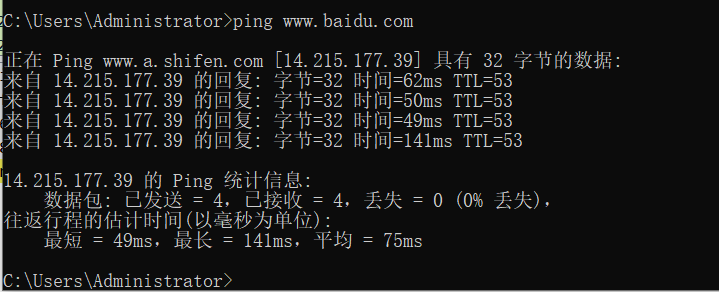 C:\Users\Administrator>ping www.baidu.com
正在 Ping www.a.shifen.com [14.215.177.39] 具有 32 字节的数据:
来自 14.215.177.39 的回复: 字节=32 时间=62ms TTL=53
来自 14.215.177.39 的回复: 字节=32 时间=50ms TTL=53
来自 14.215.177.39 的回复: 字节=32 时间=49ms TTL=53
来自 14.215.177.39 的回复: 字节=32 时间=141ms TTL=53
14.215.177.39 的 Ping 统计信息:
数据包: 已发送 = 4，已接收 = 4，丢失 = 0 (0% 丢失)，
往返行程的估计时间(以毫秒为单位):
最短 = 49ms，最长 = 141ms，平均 = 75ms
C:\Users\Administrator>